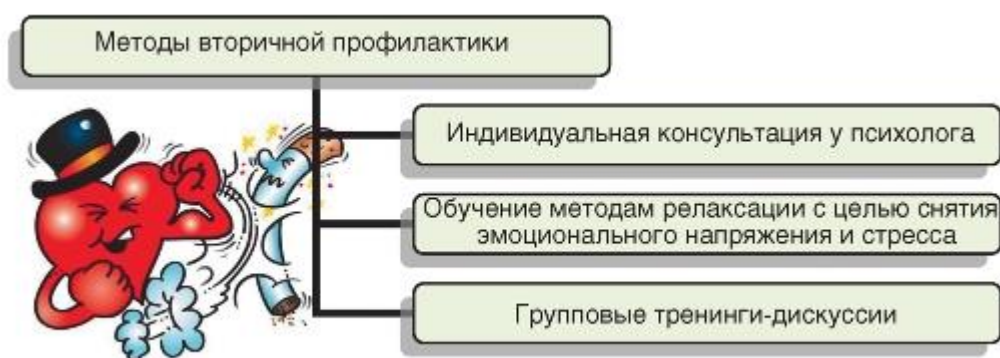 Методы вторичной профилактики
Индивидуальная консультация у психолога
Обучение методам релаксации с целью снятия
эмоционального напряжения и стресса
Групповые тренинги-дискуссии